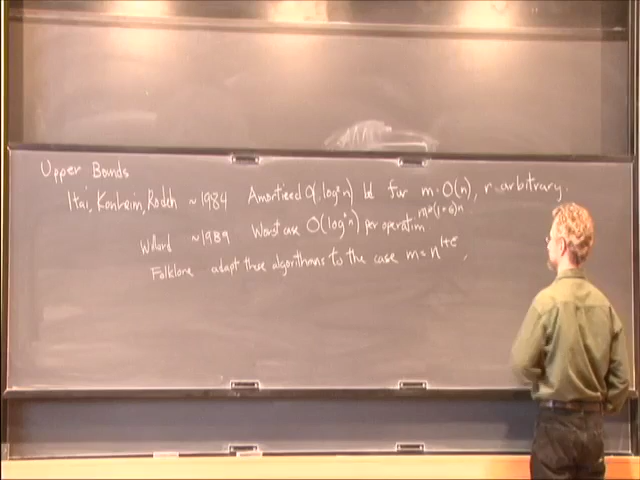 Upper Bounds
Itai, Konheim, Rodeh ~1984 Amortized O(log²n) bd for m=O(n), r arbitrary.
Willard ~1989 Worst case O(log²n) per operation m=(1+ε)n
Folklore adapt these algorithms to the case m=n^{1+ε},